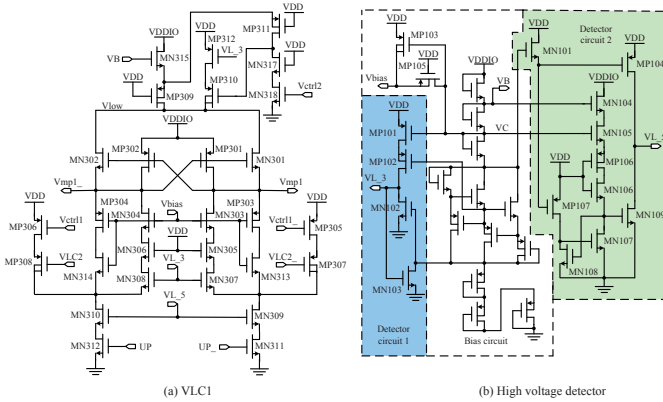 MP311
VDDIO
MP312
VB
MN315
VL_3
VDD
VDD
MN317
MP310
MP309
MN318
Vctrl2
Vlow
VDDIO
MP302
MP301
MN302
MN301
Vmp1_
Vmp1
MP304
Vbias
MP303
VDD
MN304
MN303
VDD
MP306
Vctrl1
Vctrl1_
MP305
VDD
MN306
MN305
MP308
VLC2
VL_3
VLC2_
MP307
MN314
MN308
MN307
MN313
VL_5
MN310
MN309
MN312
UP
UP_
MN311
(a) VLC1
VDD
MP103
VDD
Detector
circuit 2
VDD
MN101
MP105
VDDIO
MP104
Vbias
VB
VDDIO
VDD
MN104
MP101
VC
MN105
VL_5
MP102
VDD
MP106
VL_3
MN106
MP107
MN102
MN109
MN107
MN108
MN103
Detector
circuit 1
Bias circuit
(b) High voltage detector